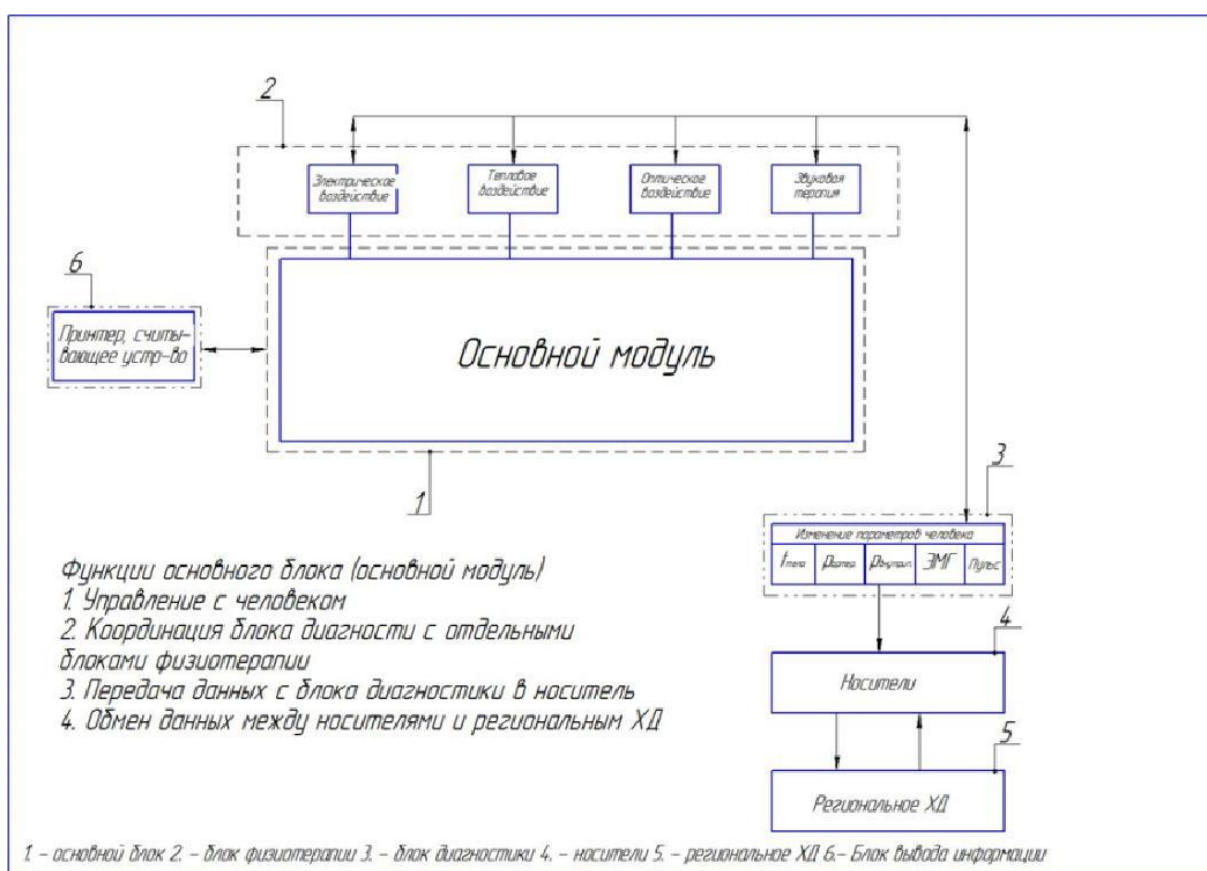 2
Электрическое
воздействие
Тепловое
воздействие
Оптическое
воздействие
Звуковая
терапия
6
Принтер, считы-
вающее устр-во
Основной модуль
1
3
Изменение параметров человека
tтела Pартер. Pвнутрич. ЭМГ Пульс
Функции основного блока (основной модуль)
1. Управление с человеком
2. Координация блока диагности с отдельными
блоками физиотерапии
3. Передача данных с блока диагностики в носитель
4. Обмен данных между носителями и региональным ХД
4
Носители
5
Региональное ХД
1. - основной блок 2. - блок физиотерапии 3. - блок диагностики 4. - носители 5. - региональное ХД 6.- Блок вывода информации